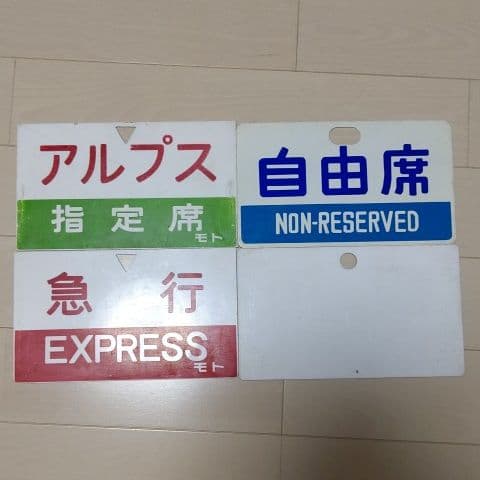 アルプス
指定席
モト
自由席
NON-RESERVED
急行
EXPRESS
モト